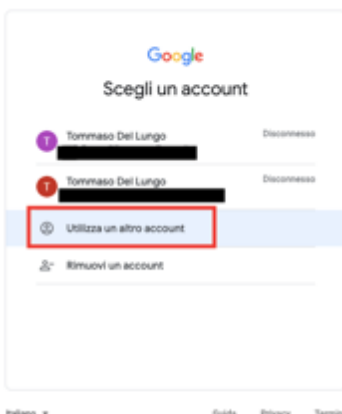 Google
Scegli un account
T
Tommaso Del Lungo
Disconnesso
T
Tommaso Del Lungo
Disconnesso
Utilizza un altro account
Rimuovi un account
Italiano
Guida Privacy Termini